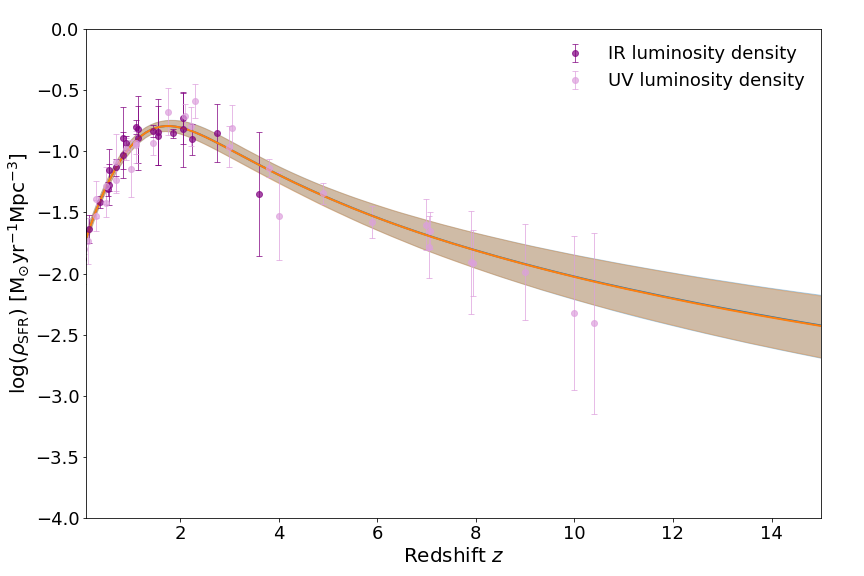 IR luminosity density
UV luminosity density
0.0
−0.5
−1.0
−1.5
−2.0
−2.5
−3.0
−3.5
−4.0
log(ρSFR) [M⊙yr−1Mpc−3]
2 4 6 8 10 12 14
Redshift z